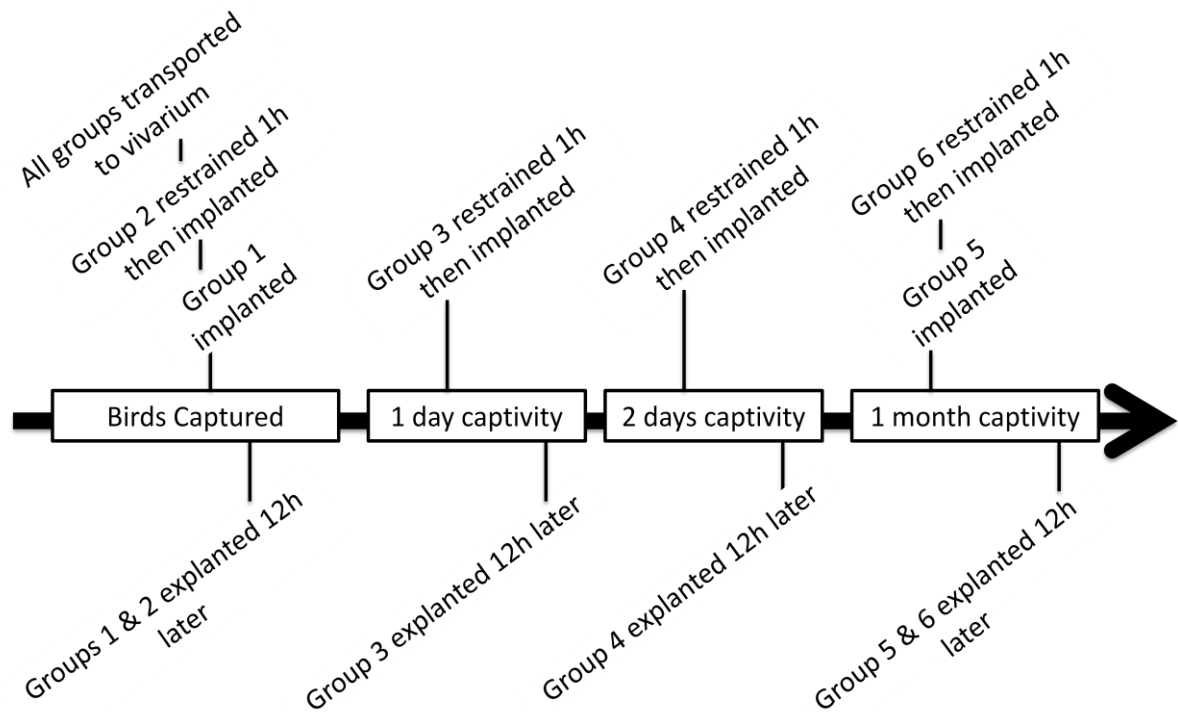 All groups transported
to vivarium
Group 2 restrained 1h
then implanted
Group 1
implanted
Group 3 restrained 1h
then implanted
Group 4 restrained 1h
then implanted
Group 6 restrained 1h
then implanted
Group 5
implanted
Birds Captured
1 day captivity
2 days captivity
1 month captivity
Groups 1 & 2 explanted 12h
later
Group 3 explanted 12h later
Group 4 explanted 12h later
Group 5 & 6 explanted 12h
later